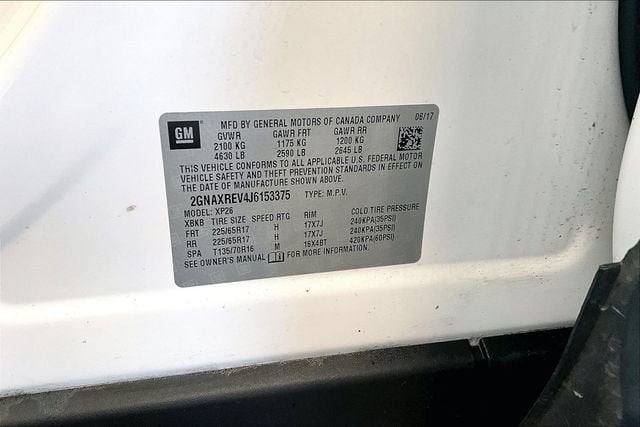 GM
MFD BY GENERAL MOTORS OF CANADA COMPANY 06/17
GVWR GAWR FRT GAWR RR
2100 KG 1175 KG 1200 KG
4630 LB 2590 LB 2645 LB
THIS VEHICLE CONFORMS TO ALL APPLICABLE U.S. FEDERAL MOTOR
VEHICLE SAFETY AND THEFT PREVENTION STANDARDS IN EFFECT ON
THE DATE OF MANUFACTURE SHOWN ABOVE.
2GNAXREV4J6153375 TYPE: M.P.V.
MODEL: XP26
XBKB TIRE SIZE SPEED RTG RIM COLD TIRE PRESSURE
FRT 225/65R17 H 17X7J 240KPA(35PSI)
RR 225/65R17 H 17X7J 240KPA(35PSI)
SPA T135/70R16 M 16X4BT 420KPA(60PSI)
SEE OWNER'S MANUAL FOR MORE INFORMATION.